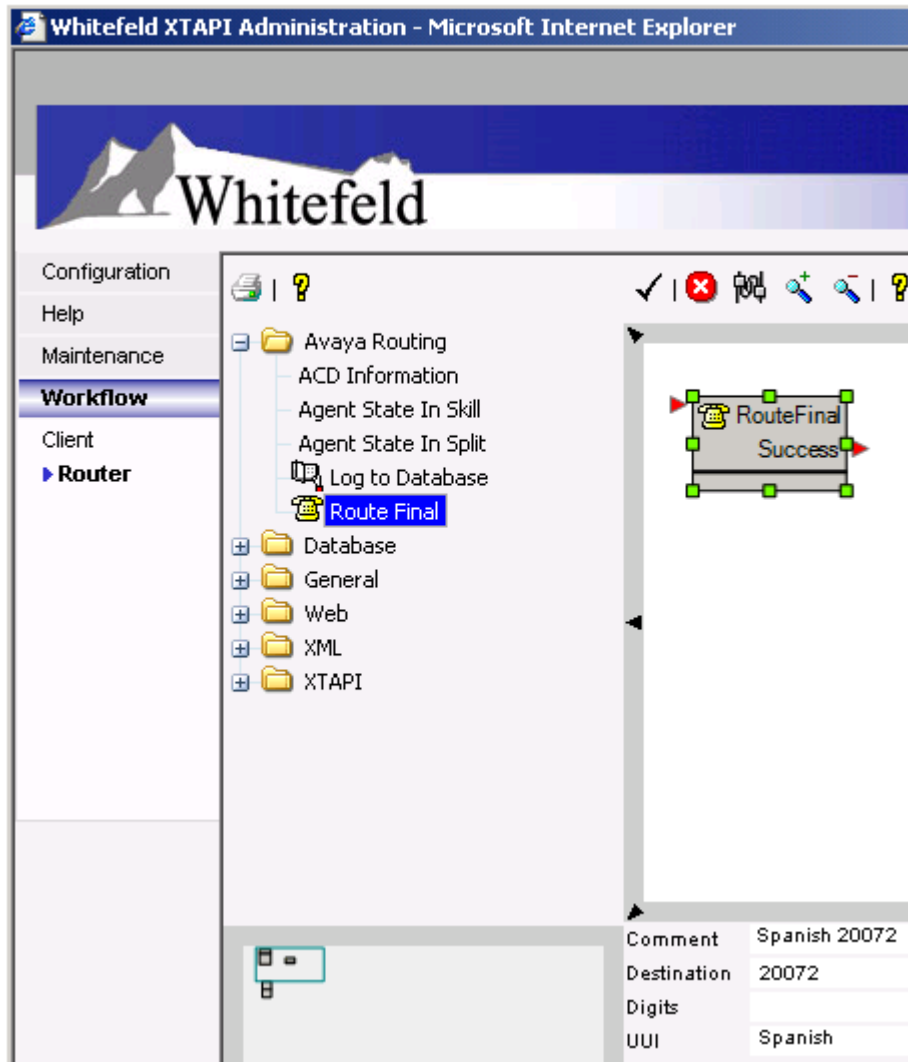 Whitefeld XTAPI Administration - Microsoft Internet Explorer
Whitefeld
Configuration
Help
Maintenance
Workflow
Client
Router
Avaya Routing
ACD Information
Agent State In Skill
Agent State In Split
Log to Database
Route Final
Database
General
Web
XML
XTAPI
RouteFinal
Success
Comment Spanish 20072
Destination 20072
Digits
UUI Spanish